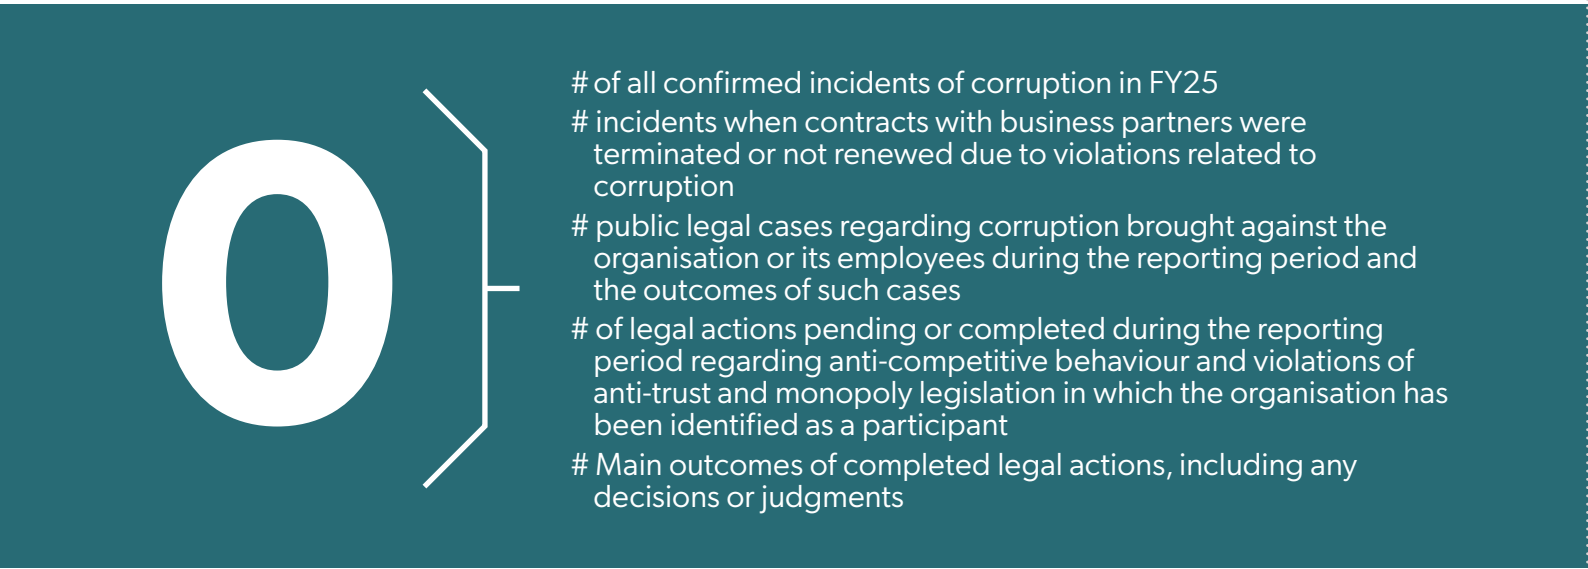 0
# of all confirmed incidents of corruption in FY25
# incidents when contracts with business partners were
terminated or not renewed due to violations related to
corruption
# public legal cases regarding corruption brought against the
organisation or its employees during the reporting period and
the outcomes of such cases
# of legal actions pending or completed during the reporting
period regarding anti-competitive behaviour and violations of
anti-trust and monopoly legislation in which the organisation has
been identified as a participant
# Main outcomes of completed legal actions, including any
decisions or judgments